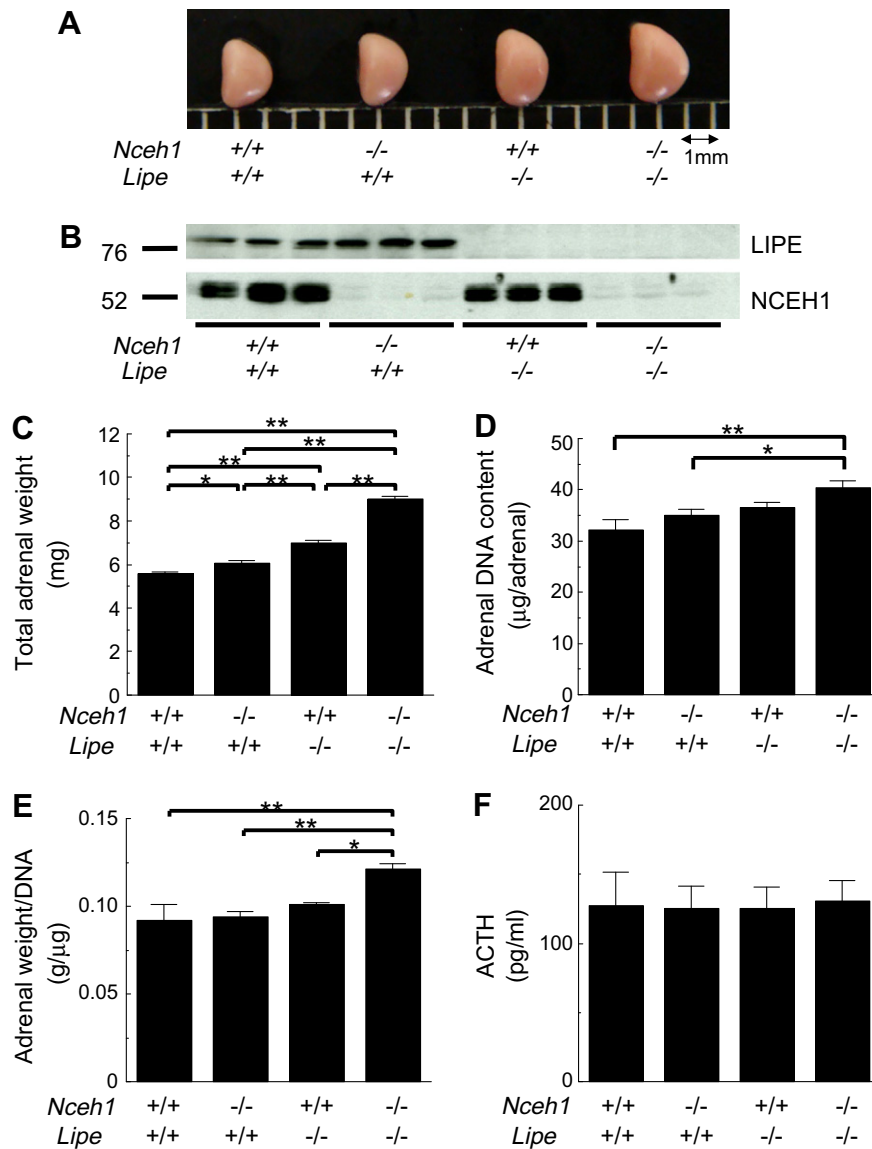 A
Nceh1 +/+ -/- +/+ -/-
1mm
Lipe +/+ +/+ -/- -/-
B
76 LIPE
52 NCEH1
Nceh1 +/+ -/- +/+ -/-
Lipe +/+ +/+ -/- -/-
C
Total adrenal weight
(mg)
12
10
8
6
4
2
0
**
**
**
* ** **
Nceh1 +/+ -/- +/+ -/-
Lipe +/+ +/+ -/- -/-
D
Adrenal DNA content
(μg/adrenal)
50
40
30
20
10
0
**
*
Nceh1 +/+ -/- +/+ -/-
Lipe +/+ +/+ -/- -/-
E
Adrenal weight/DNA
(g/μg)
0.15
0.10
0.05
0
**
**
*
Nceh1 +/+ -/- +/+ -/-
Lipe +/+ +/+ -/- -/-
F
ACTH
(pg/ml)
200
100
0
Nceh1 +/+ -/- +/+ -/-
Lipe +/+ +/+ -/- -/-